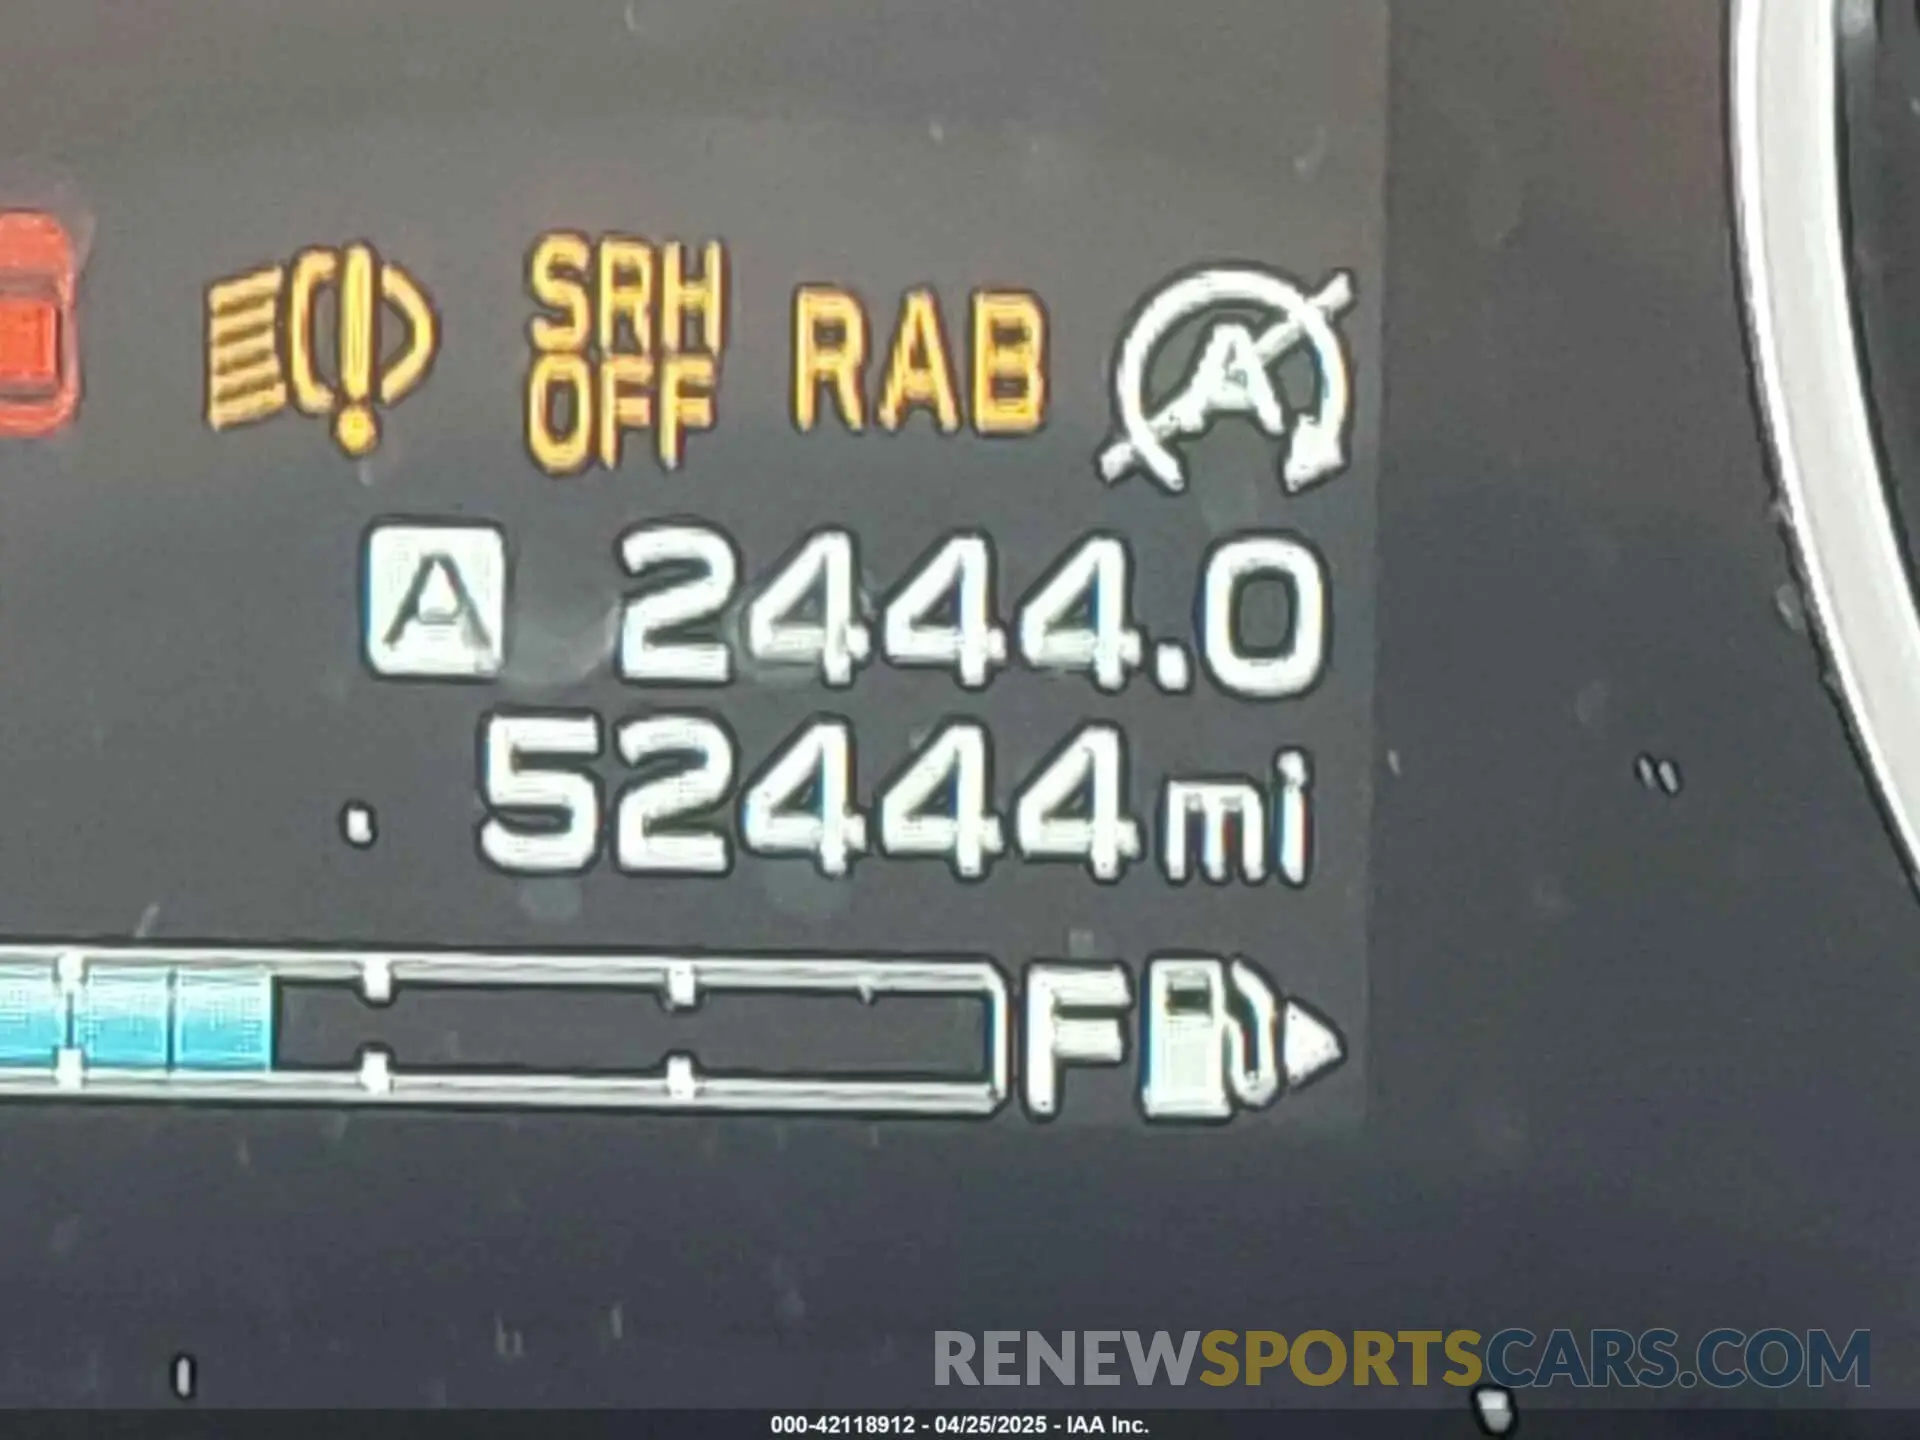 SRH
OFF
RAB
A
A 2444.0
52444mi
F
RENEWSPORTSCARS.COM
000-42118912 - 04/25/2025 - IAA Inc.